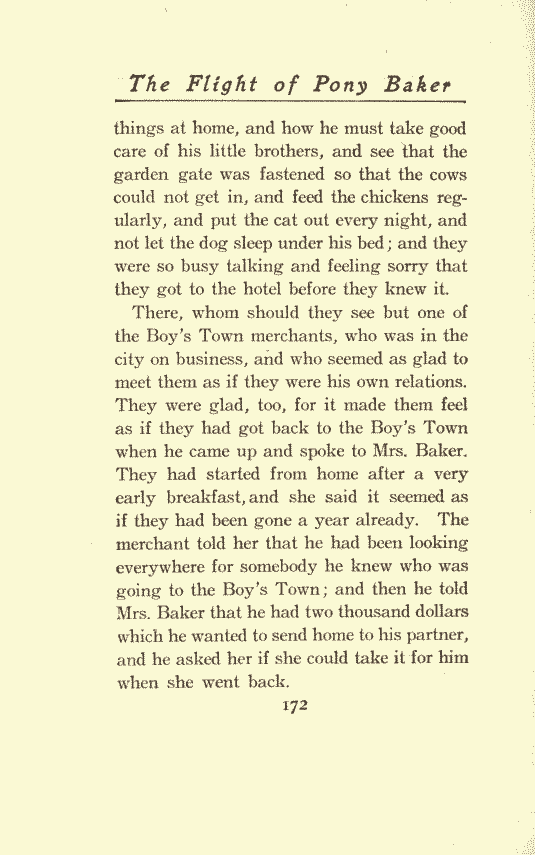 The Flight of Pony Baker
things at home, and how he must take good
care of his little brothers, and see that the
garden gate was fastened so that the cows
could not get in, and feed the chickens reg-
ularly, and put the cat out every night, and
not let the dog sleep under his bed; and they
were so busy talking and feeling sorry that
they got to the hotel before they knew it.
There, whom should they see but one of
the Boy's Town merchants, who was in the
city on business, and who seemed as glad to
meet them as if they were his own relations.
They were glad, too, for it made them feel
as if they had got back to the Boy's Town
when he came up and spoke to Mrs. Baker.
They had started from home after a very
early breakfast, and she said it seemed as
if they had been gone a year already. The
merchant told her that he had been looking
everywhere for somebody he knew who was
going to the Boy's Town; and then he told
Mrs. Baker that he had two thousand dollars
which he wanted to send home to his partner,
and he asked her if she could take it for him
when she went back.
172